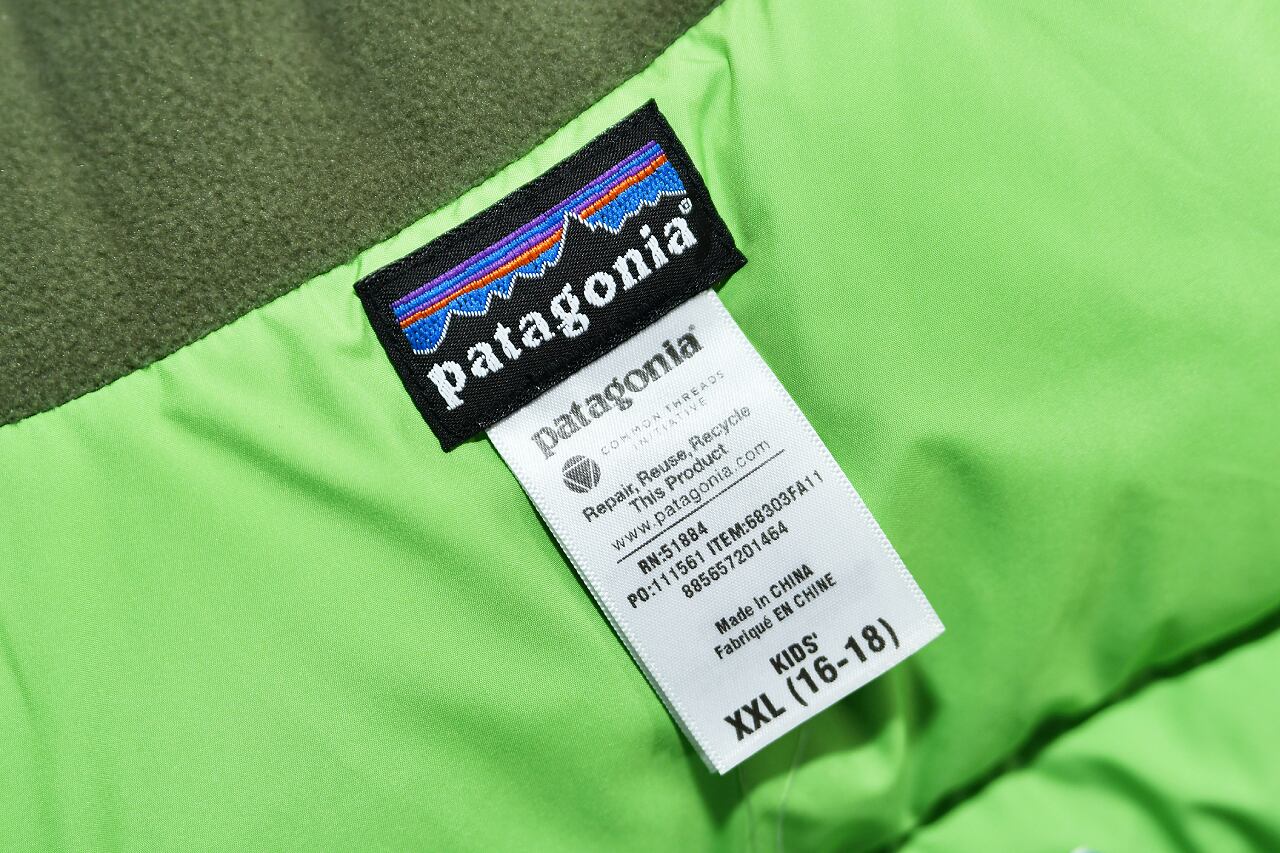 patagonia®
patagonia®
COMMON THREADS
INITIATIVE
Repair, Reuse, Recycle
This Product
www.patagonia.com
RN:51884
PO:111561 ITEM:68303FA11
885657201464
Made In CHINA
Fabriqué EN CHINE
KIDS'
XXL (16-18)